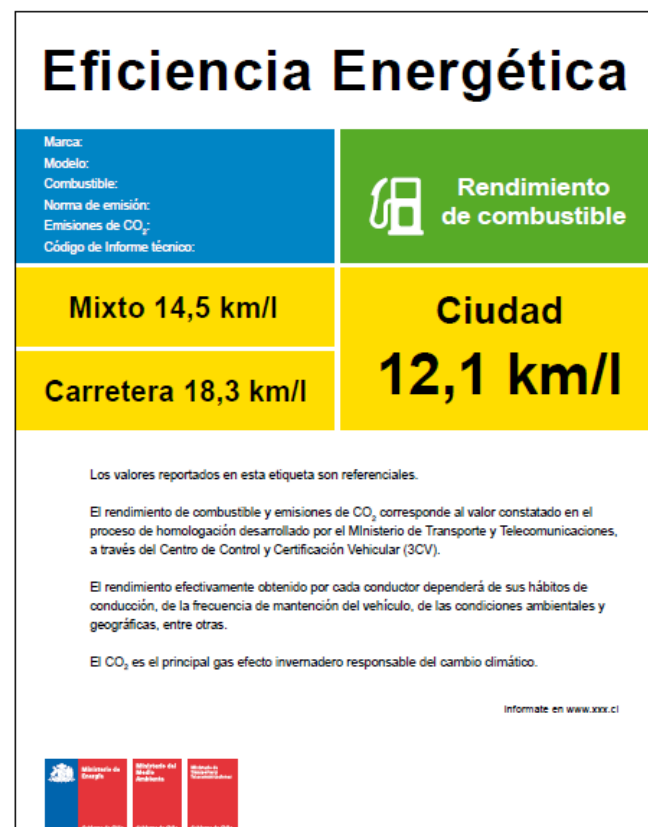 Eficiencia Energética
Marca:
Modelo:
Combustible:
Norma de emisión:
Emisiones de CO₂:
Código de Informe técnico:
Rendimiento
de combustible
Mixto 14,5 km/l
Carretera 18,3 km/l
Ciudad
12,1 km/l
Los valores reportados en esta etiqueta son referenciales.
El rendimiento de combustible y emisiones de CO₂ corresponde al valor constatado en el
proceso de homologación desarrollado por el MInisterio de Transporte y Telecomunicaciones,
a través del Centro de Control y Certificación Vehicular (3CV).
El rendimiento efectivamente obtenido por cada conductor dependerá de sus hábitos de
conducción, de la frecuencia de mantención del vehículo, de las condiciones ambientales y
geográficas, entre otras.
El CO₂ es el principal gas efecto invernadero responsable del cambio climático.
Informate en www.xxx.cl
Ministerio de
Energía
Ministerio del
Medio
Ambiente